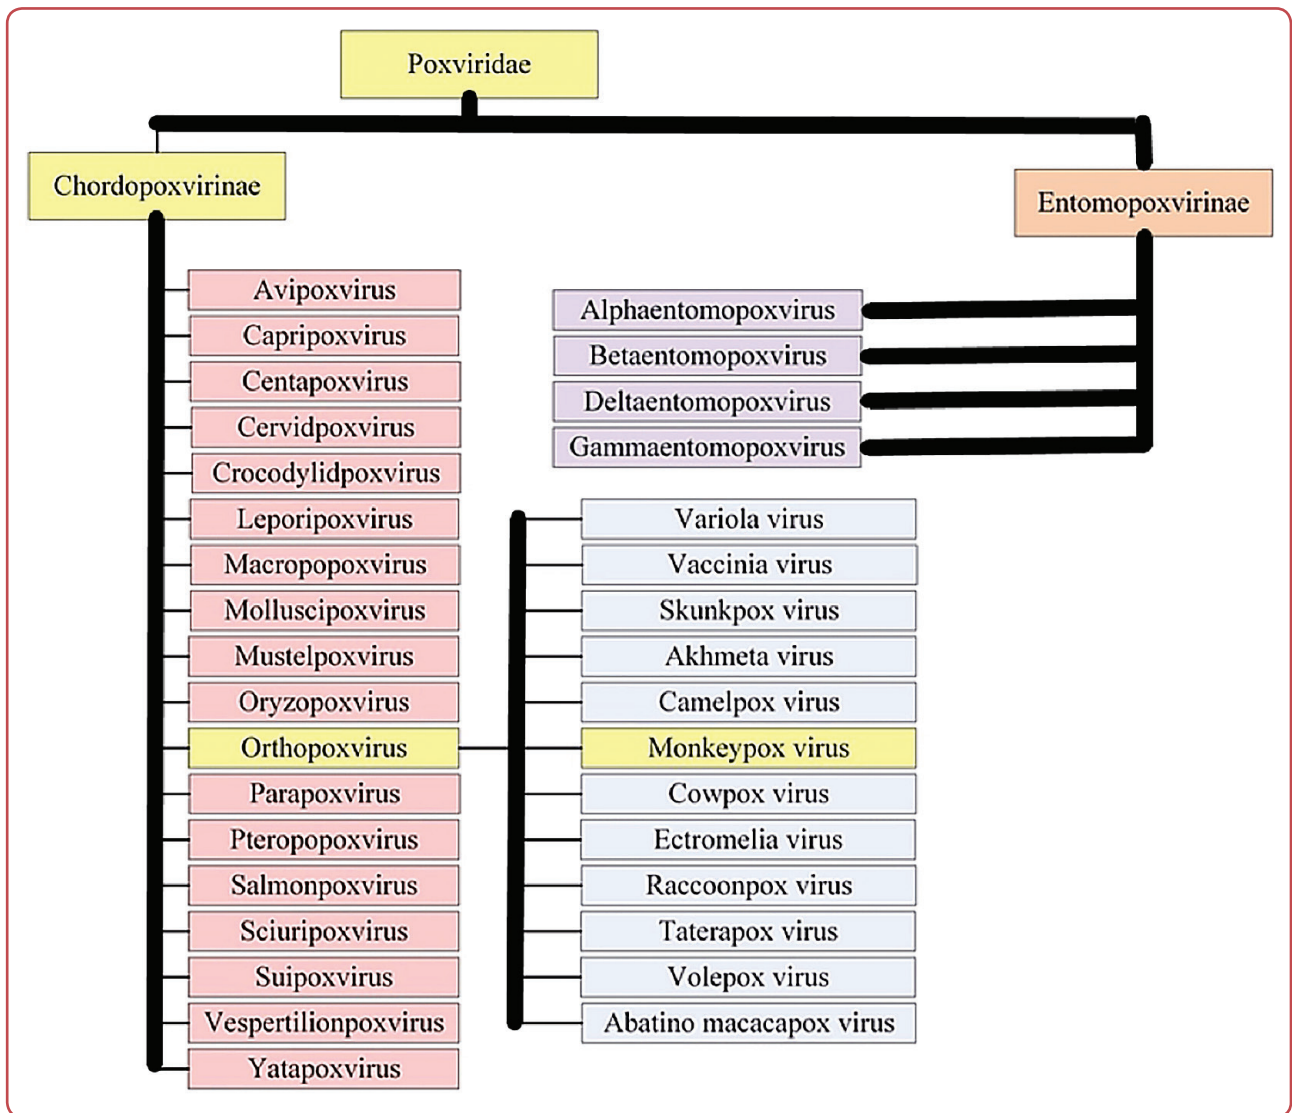 Poxviridae
Chordopoxvirinae
Entomopoxvirinae
Avipoxvirus
Capripoxvirus
Centapoxvirus
Cervidpoxvirus
Crocodylidpoxvirus
Leporipoxvirus
Macropopoxvirus
Molluscipoxvirus
Mustelpoxvirus
Oryzopoxvirus
Orthopoxvirus
Parapoxvirus
Pteropopoxvirus
Salmonpoxvirus
Sciuripoxvirus
Suipoxvirus
Vespertilionpoxvirus
Yatapoxvirus
Alphaentomopoxvirus
Betaentomopoxvirus
Deltaentomopoxvirus
Gammaentomopoxvirus
Variola virus
Vaccinia virus
Skunkpox virus
Akhmeta virus
Camelpox virus
Monkeypox virus
Cowpox virus
Ectromelia virus
Raccoonpox virus
Taterapox virus
Volepox virus
Abatino macacapox virus